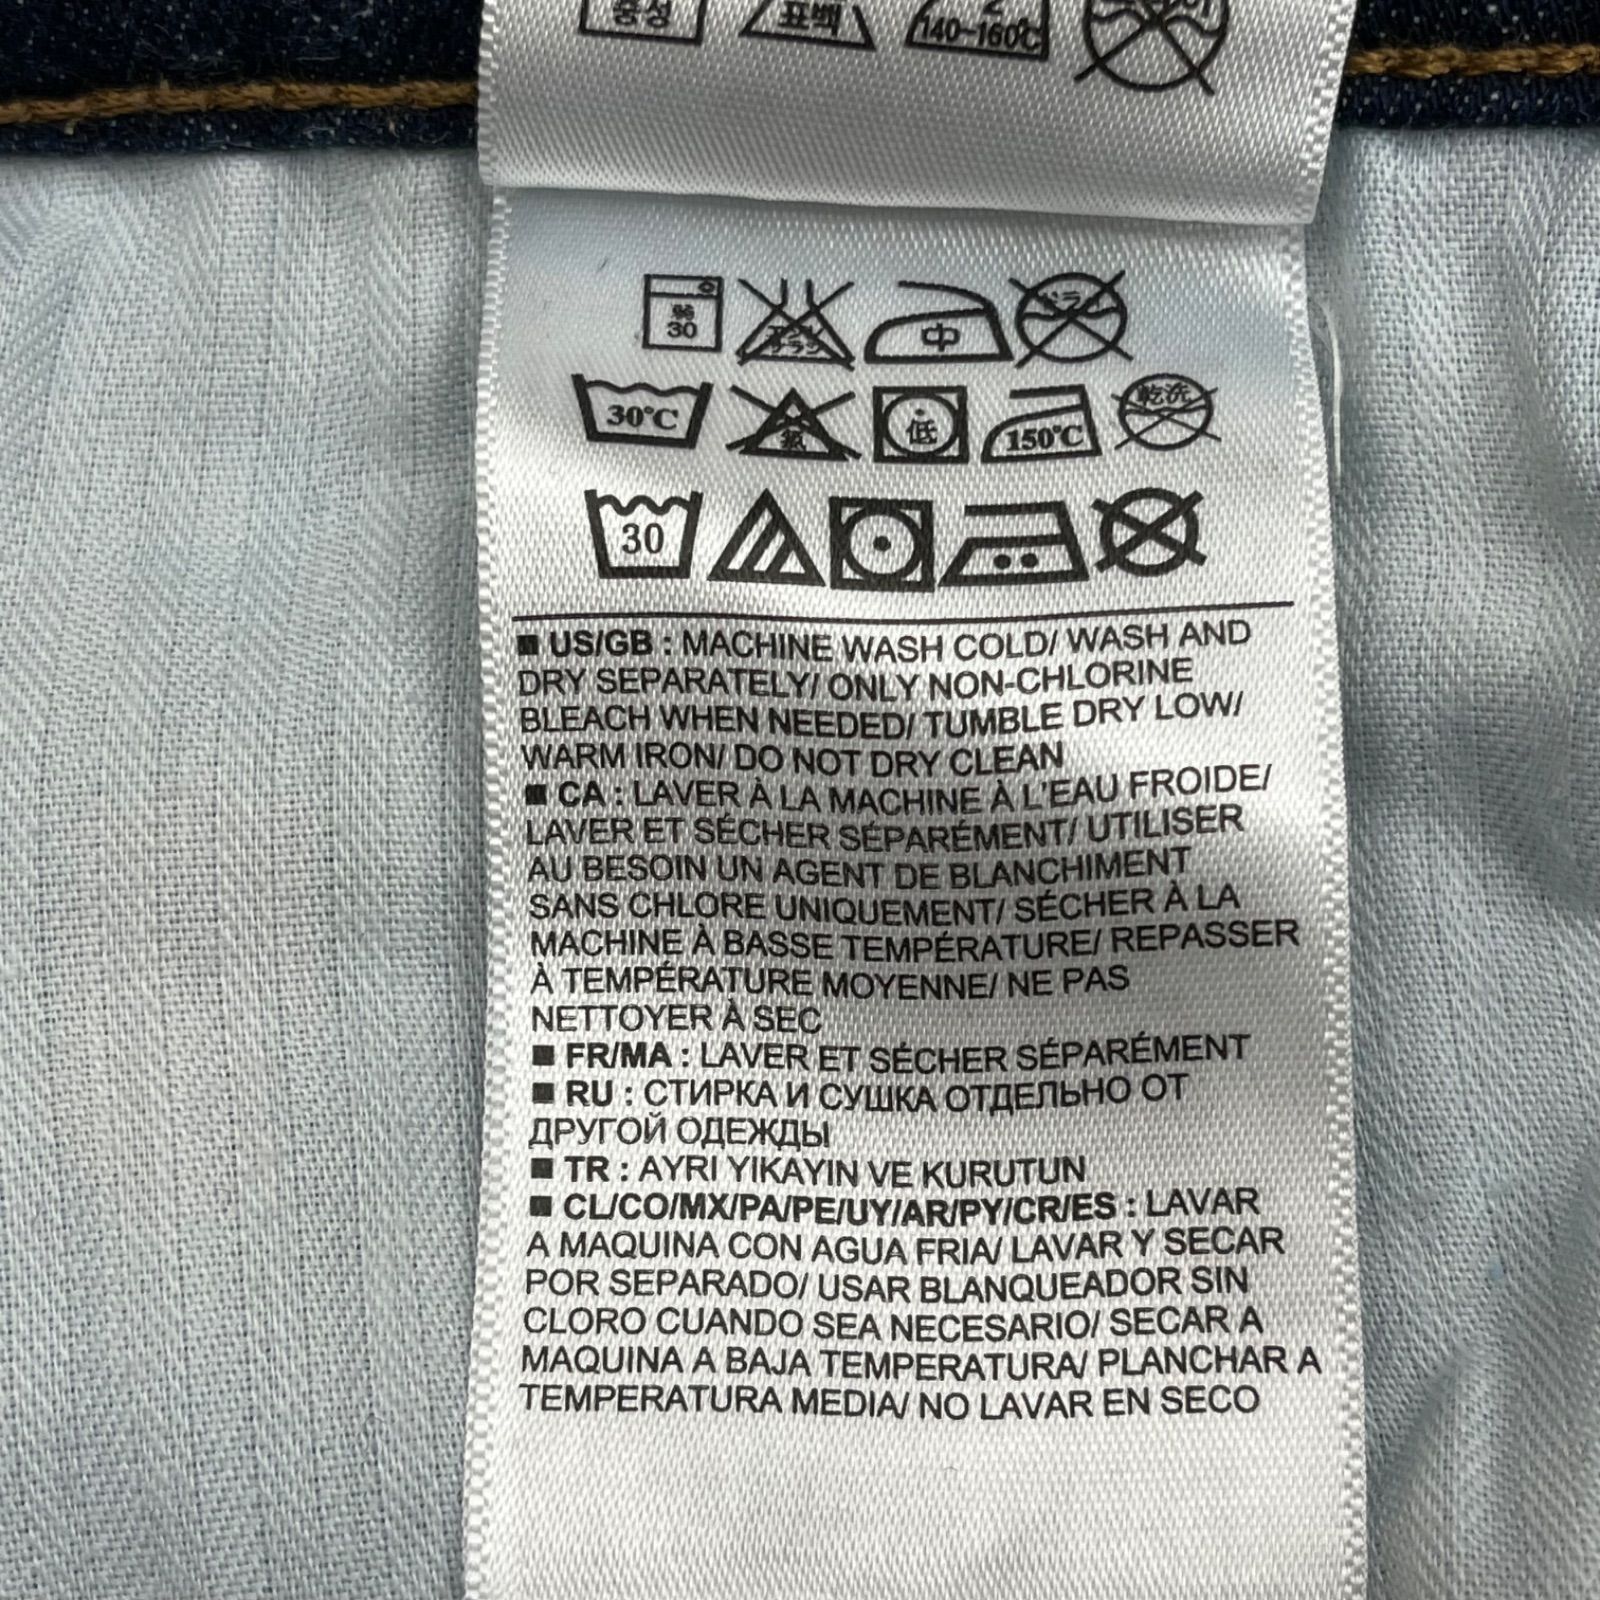 중성 표백 140~160℃
弱 30 中
30℃ 低 150℃ 乾洗
30
■ US/GB : MACHINE WASH COLD/ WASH AND
DRY SEPARATELY/ ONLY NON-CHLORINE
BLEACH WHEN NEEDED/ TUMBLE DRY LOW/
WARM IRON/ DO NOT DRY CLEAN
■ CA : LAVER À LA MACHINE À L'EAU FROIDE/
LAVER ET SÉCHER SÉPARÉMENT/ UTILISER
AU BESOIN UN AGENT DE BLANCHIMENT
SANS CHLORE UNIQUEMENT/ SÉCHER À LA
MACHINE À BASSE TEMPÉRATURE/ REPASSER
À TEMPÉRATURE MOYENNE/ NE PAS
NETTOYER À SEC
■ FR/MA : LAVER ET SÉCHER SÉPARÉMENT
■ RU : СТИРКА И СУШКА ОТДЕЛЬНО ОТ
ДРУГОЙ ОДЕЖДЫ
■ TR : AYRI YIKAYIN VE KURUTUN
■ CL/CO/MX/PA/PE/UY/AR/PY/CR/ES : LAVAR
A MAQUINA CON AGUA FRIA/ LAVAR Y SECAR
POR SEPARADO/ USAR BLANQUEADOR SIN
CLORO CUANDO SEA NECESARIO/ SECAR A
MAQUINA A BAJA TEMPERATURA/ PLANCHAR A
TEMPERATURA MEDIA/ NO LAVAR EN SECO